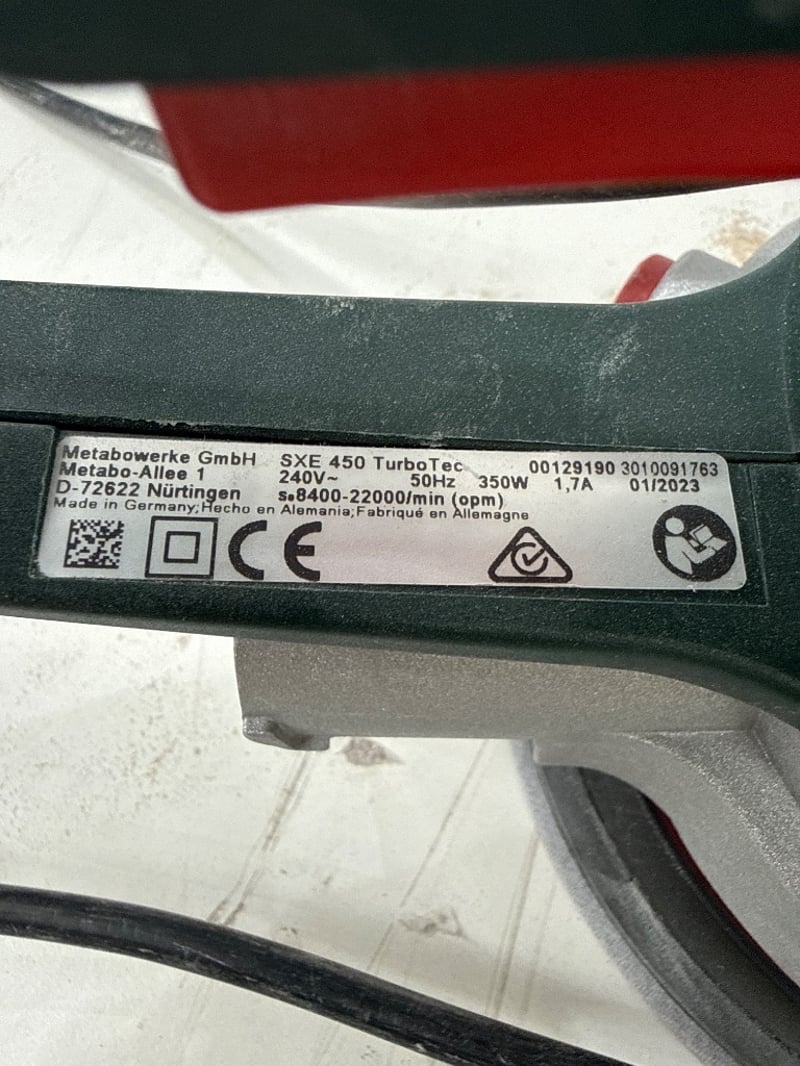 Metabowerke GmbH SXE 450 TurboTec 00129190 3010091763
Metabo-Allee 1 240V~ 50Hz 350W 1,7A 01/2023
D-72622 Nürtingen s₀8400-22000/min (opm)
Made in Germany;Hecho en Alemania;Fabriqué en Allemagne
CE